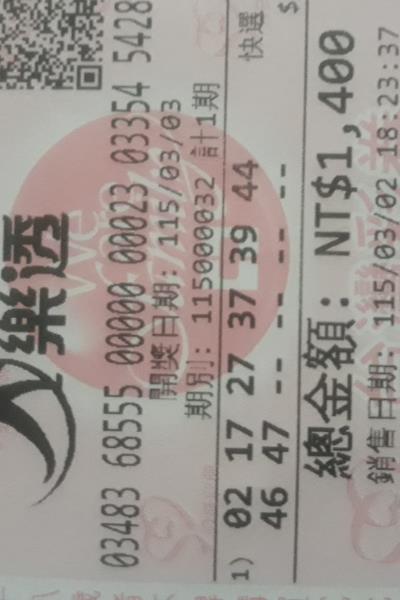 樂透
03483 68555 00000 00023 03354 5428
開獎日期: 115/03/03
期別: 115000032 計1期
快選
1) 02 17 27 37 39 44
46 47 -- -- -- --
$
總金額: NT$1,400
銷售日期: 115/03/02 18:23:37